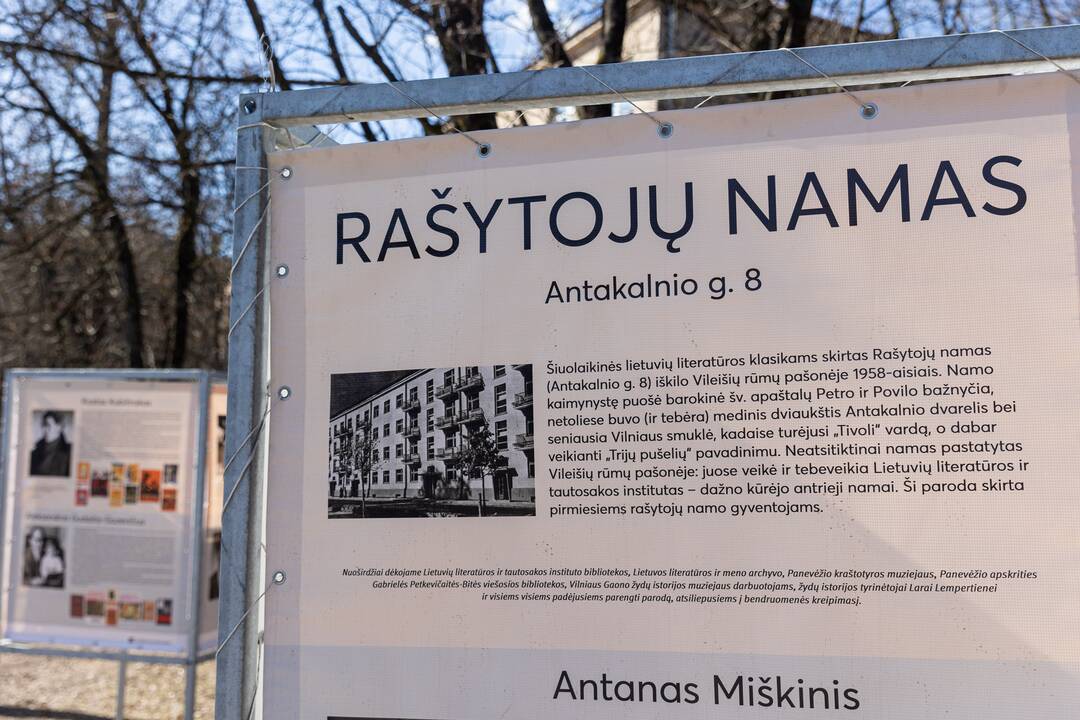 RAŠYTOJŲ NAMAS
Antakalnio g. 8
Šiuolaikinės lietuvių literatūros klasikams skirtas Rašytojų namas
(Antakalnio g. 8) iškilo Vileišių rūmų pašonėje 1958-aisiais. Namo
kaimynystę puošė barokinė šv. apaštalų Petro ir Povilo bažnyčia,
netoliese buvo (ir tebėra) medinis dviaukštis Antakalnio dvarelis bei
seniausia Vilniaus smuklė, kadaise turėjusi „Tivoli“ vardą, o dabar
veikianti „Trijų pušelių“ pavadinimu. Neatsitiktinai namas pastatytas
Vileišių rūmų pašonėje: juose veikė ir tebeveikia Lietuvių literatūros ir
tautosakos institutas – dažno kūrėjo antrieji namai. Ši paroda skirta
pirmiesiems rašytojų namo gyventojams.
Nuoširdžiai dėkojame Lietuvių literatūros ir tautosakos instituto bibliotekos, Lietuvos literatūros ir meno archyvo, Panevėžio kraštotyros muziejaus, Panevėžio apskrities
Gabrielės Petkevičaitės-Bitės viešosios bibliotekos, Vilniaus Gaono žydų istorijos muziejaus darbuotojams, žydų istorijos tyrinėtojai Larai Lempertienei
ir visiems visiems padėjusiems parengti parodą, atsiliepusiems į bendruomenės kreipimąsi.
Antanas Miškinis